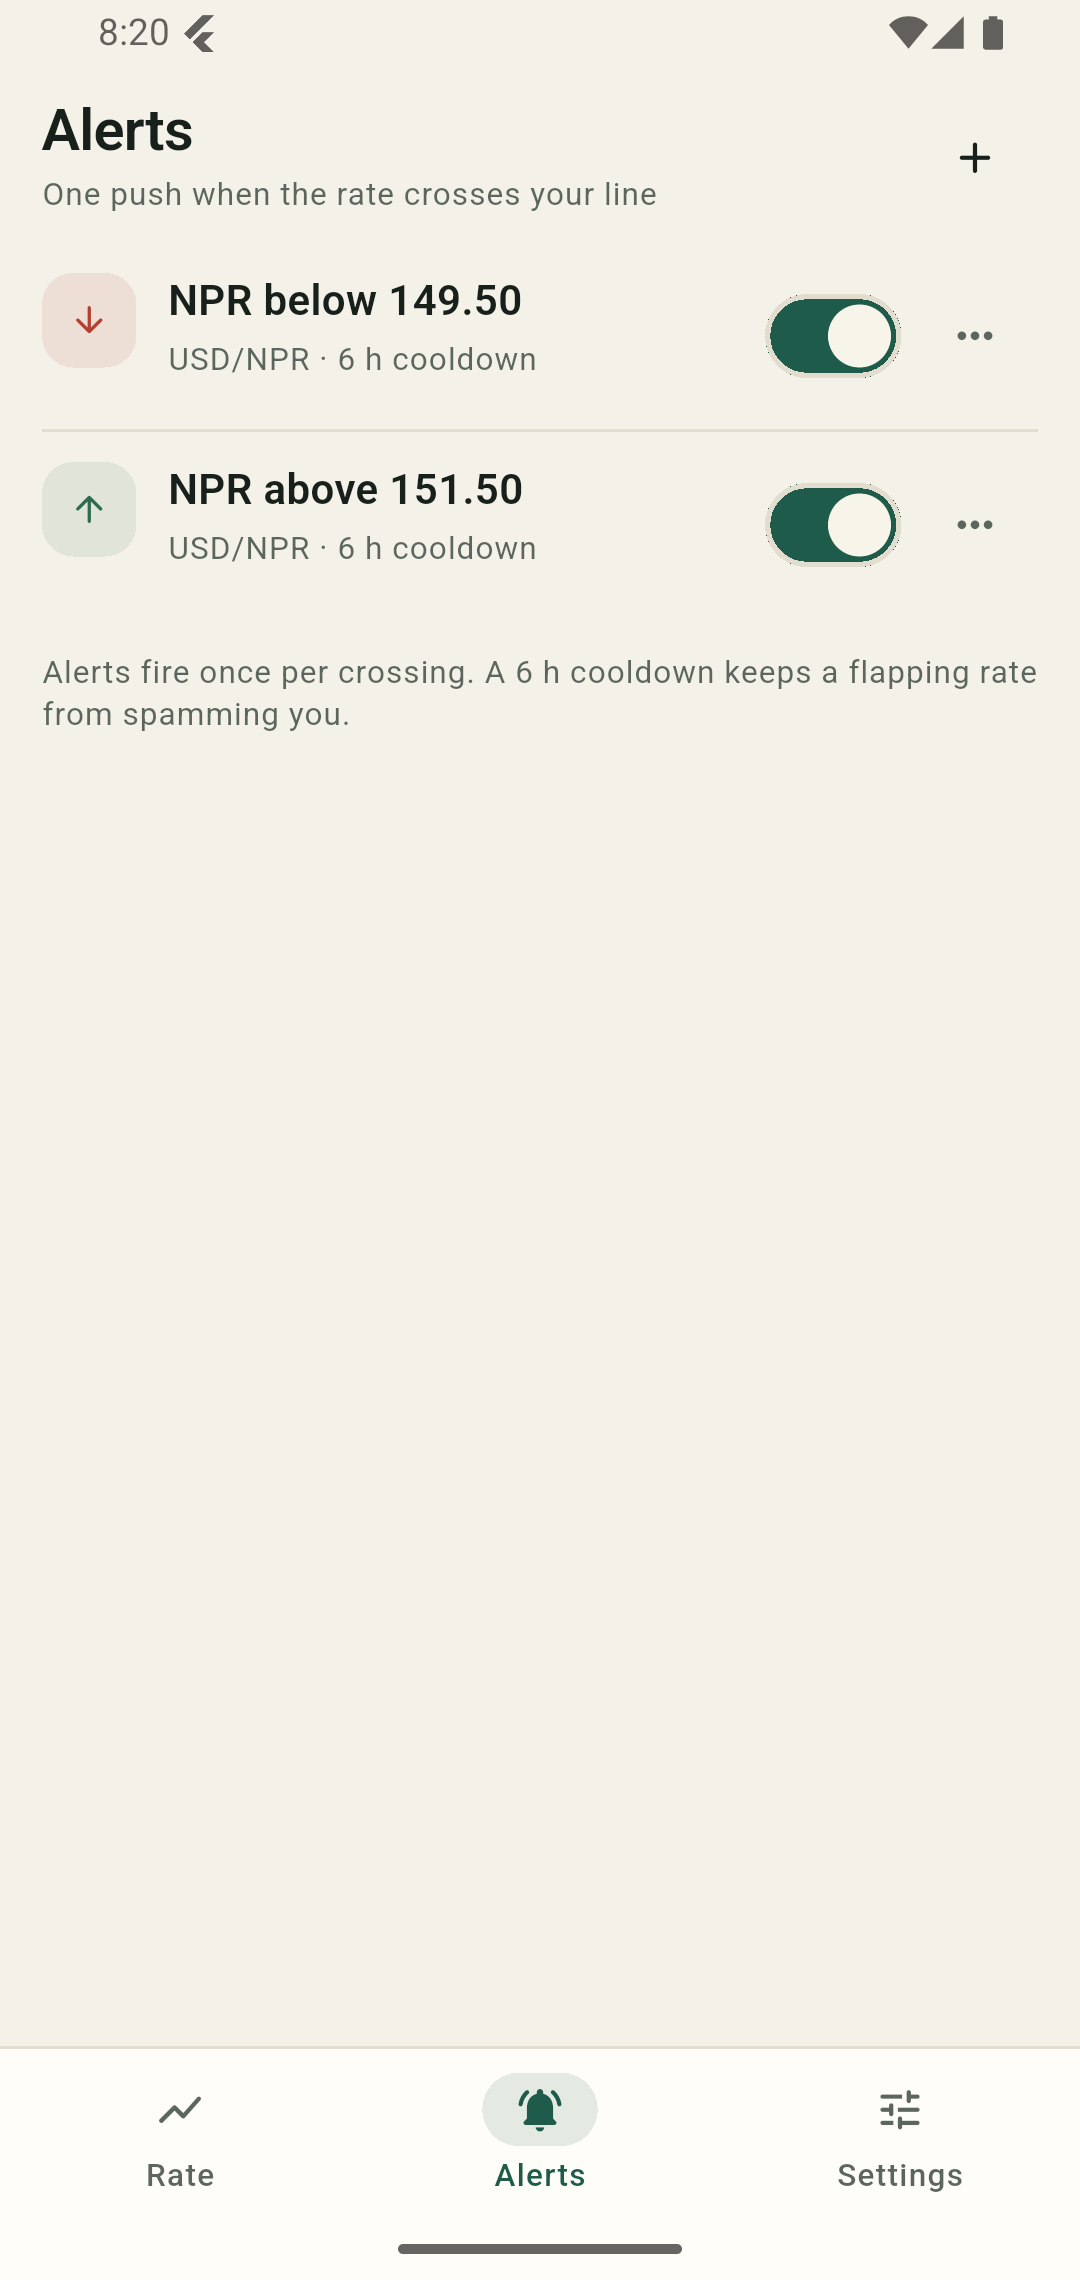 8:20
Alerts
One push when the rate crosses your line
NPR below 149.50
USD/NPR · 6 h cooldown
NPR above 151.50
USD/NPR · 6 h cooldown
Alerts fire once per crossing. A 6 h cooldown keeps a flapping rate
from spamming you.
Rate
Alerts
Settings